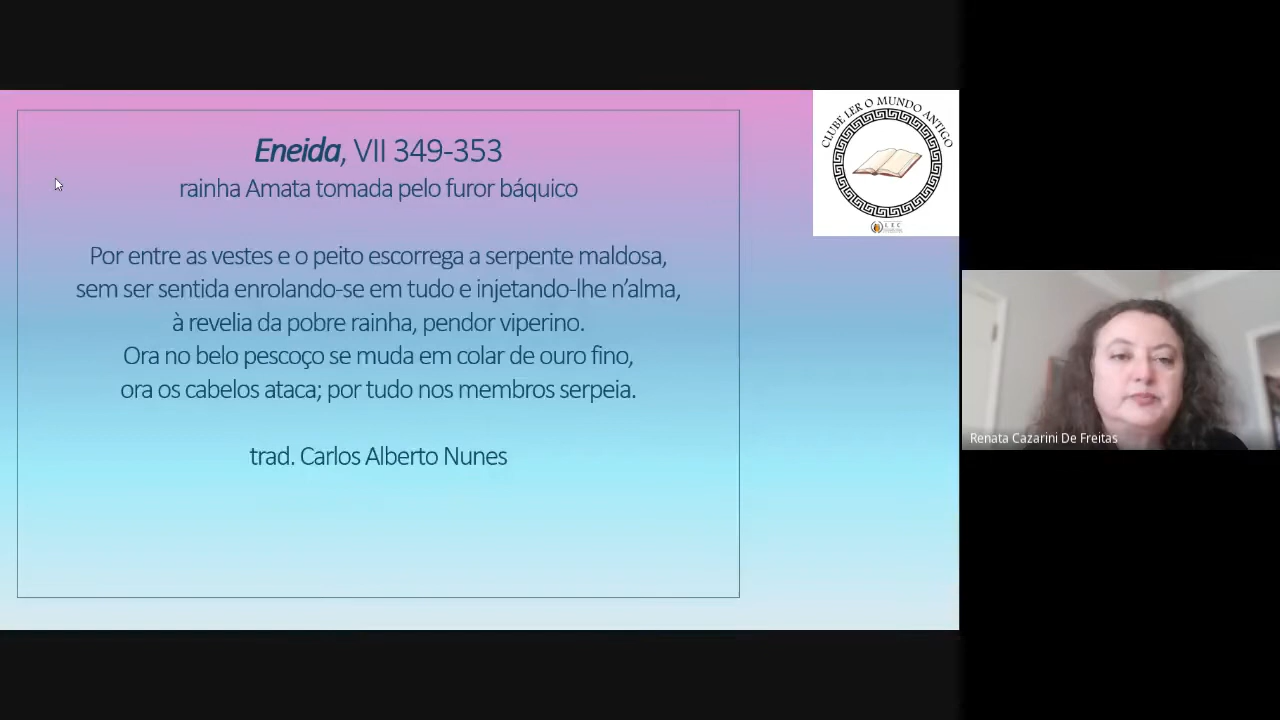 Eneida, VII 349-353
rainha Amata tomada pelo furor báquico
Por entre as vestes e o peito escorrega a serpente maldosa,
sem ser sentida enrolando-se em tudo e injetando-lhe n’alma,
à revelia da pobre rainha, pendor viperino.
Ora no belo pescoço se muda em colar de ouro fino,
ora os cabelos ataca; por tudo nos membros serpeia.
trad. Carlos Alberto Nunes
CLUBE LER O MUNDO ANTIGO
LEC
Renata Cazarini De Freitas